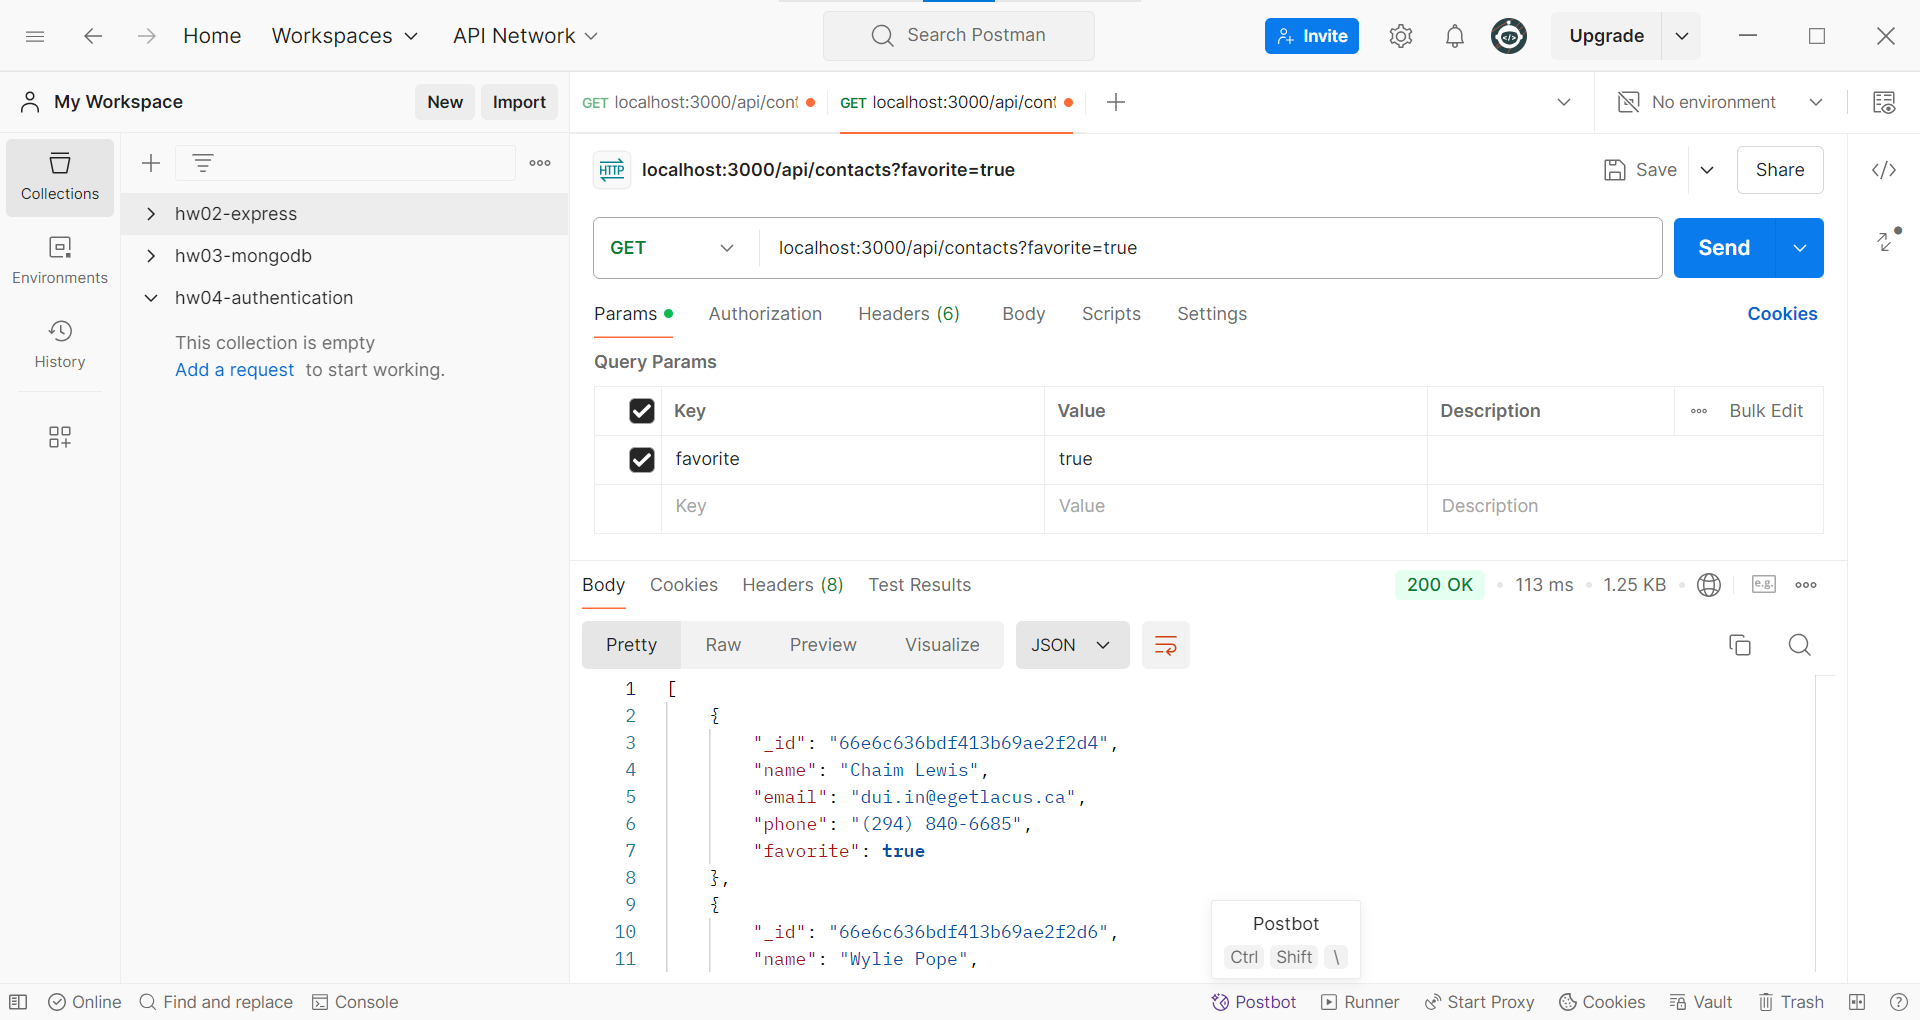 Home Workspaces API Network Search Postman Invite Upgrade
My Workspace New Import GET localhost:3000/api/cont GET localhost:3000/api/cont No environment
Collections
Environments
History
hw02-express
hw03-mongodb
hw04-authentication
This collection is empty
Add a request to start working.
HTTP localhost:3000/api/contacts?favorite=true Save Share
GET localhost:3000/api/contacts?favorite=true Send
Params Authorization Headers (6) Body Scripts Settings Cookies
Query Params
Key Value Description Bulk Edit
favorite true
Key Value Description
Body Cookies Headers (8) Test Results 200 OK 113 ms 1.25 KB e.g.
Pretty Raw Preview Visualize JSON
1 [
2 {
3 "_id": "66e6c636bdf413b69ae2f2d4",
4 "name": "Chaim Lewis",
5 "email": "dui.in@egetlacus.ca",
6 "phone": "(294) 840-6685",
7 "favorite": true
8 },
9 {
10 "_id": "66e6c636bdf413b69ae2f2d6",
11 "name": "Wylie Pope",
Postbot
Ctrl Shift \
Online Find and replace Console Postbot Runner Start Proxy Cookies Vault Trash